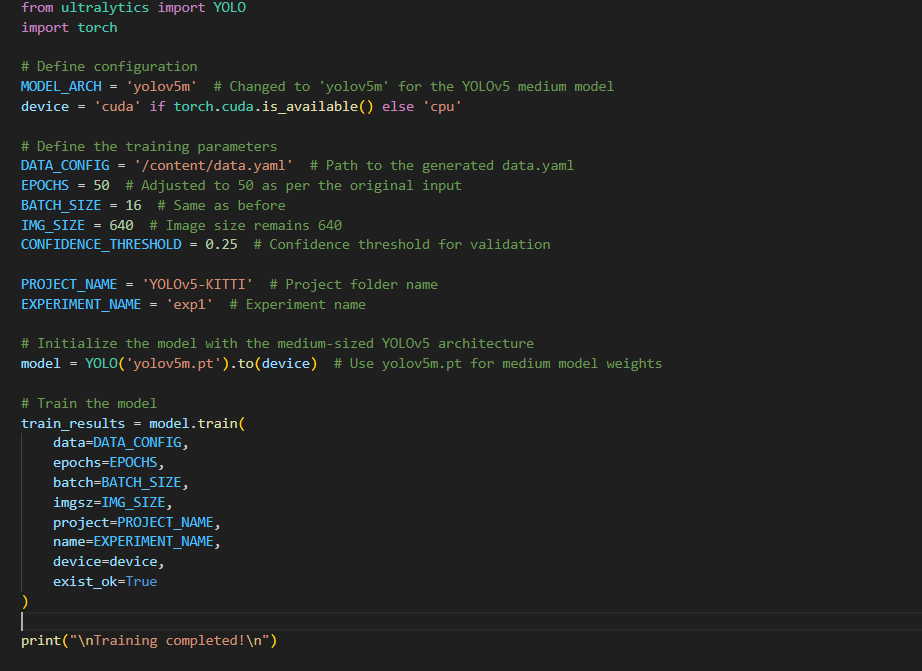 from ultralytics import YOLO
import torch

# Define configuration
MODEL_ARCH = 'yolov5m'  # Changed to 'yolov5m' for the YOLOv5 medium model
device = 'cuda' if torch.cuda.is_available() else 'cpu'

# Define the training parameters
DATA_CONFIG = '/content/data.yaml'  # Path to the generated data.yaml
EPOCHS = 50  # Adjusted to 50 as per the original input
BATCH_SIZE = 16  # Same as before
IMG_SIZE = 640  # Image size remains 640
CONFIDENCE_THRESHOLD = 0.25  # Confidence threshold for validation

PROJECT_NAME = 'YOLOv5-KITTI'  # Project folder name
EXPERIMENT_NAME = 'exp1'  # Experiment name

# Initialize the model with the medium-sized YOLOv5 architecture
model = YOLO('yolov5m.pt').to(device)  # Use yolov5m.pt for medium model weights

# Train the model
train_results = model.train(
    data=DATA_CONFIG,
    epochs=EPOCHS,
    batch=BATCH_SIZE,
    imgsz=IMG_SIZE,
    project=PROJECT_NAME,
    name=EXPERIMENT_NAME,
    device=device,
    exist_ok=True
)

print("\nTraining completed!\n")